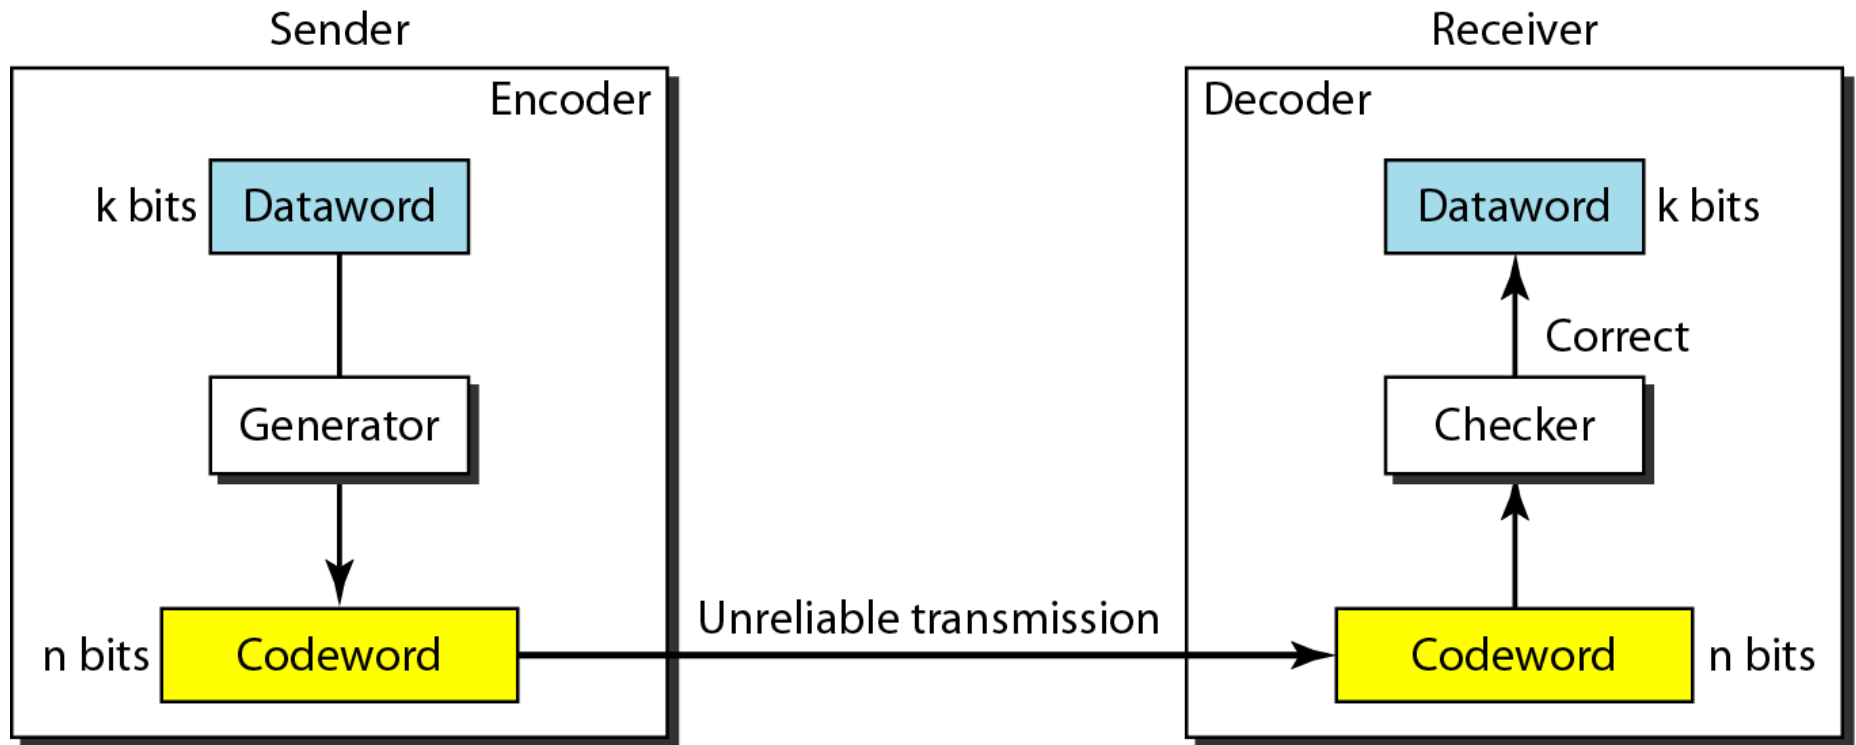 Sender
Encoder
k bits
Dataword
Generator
n bits
Codeword
Unreliable transmission
Receiver
Decoder
Dataword
k bits
Correct
Checker
Codeword
n bits